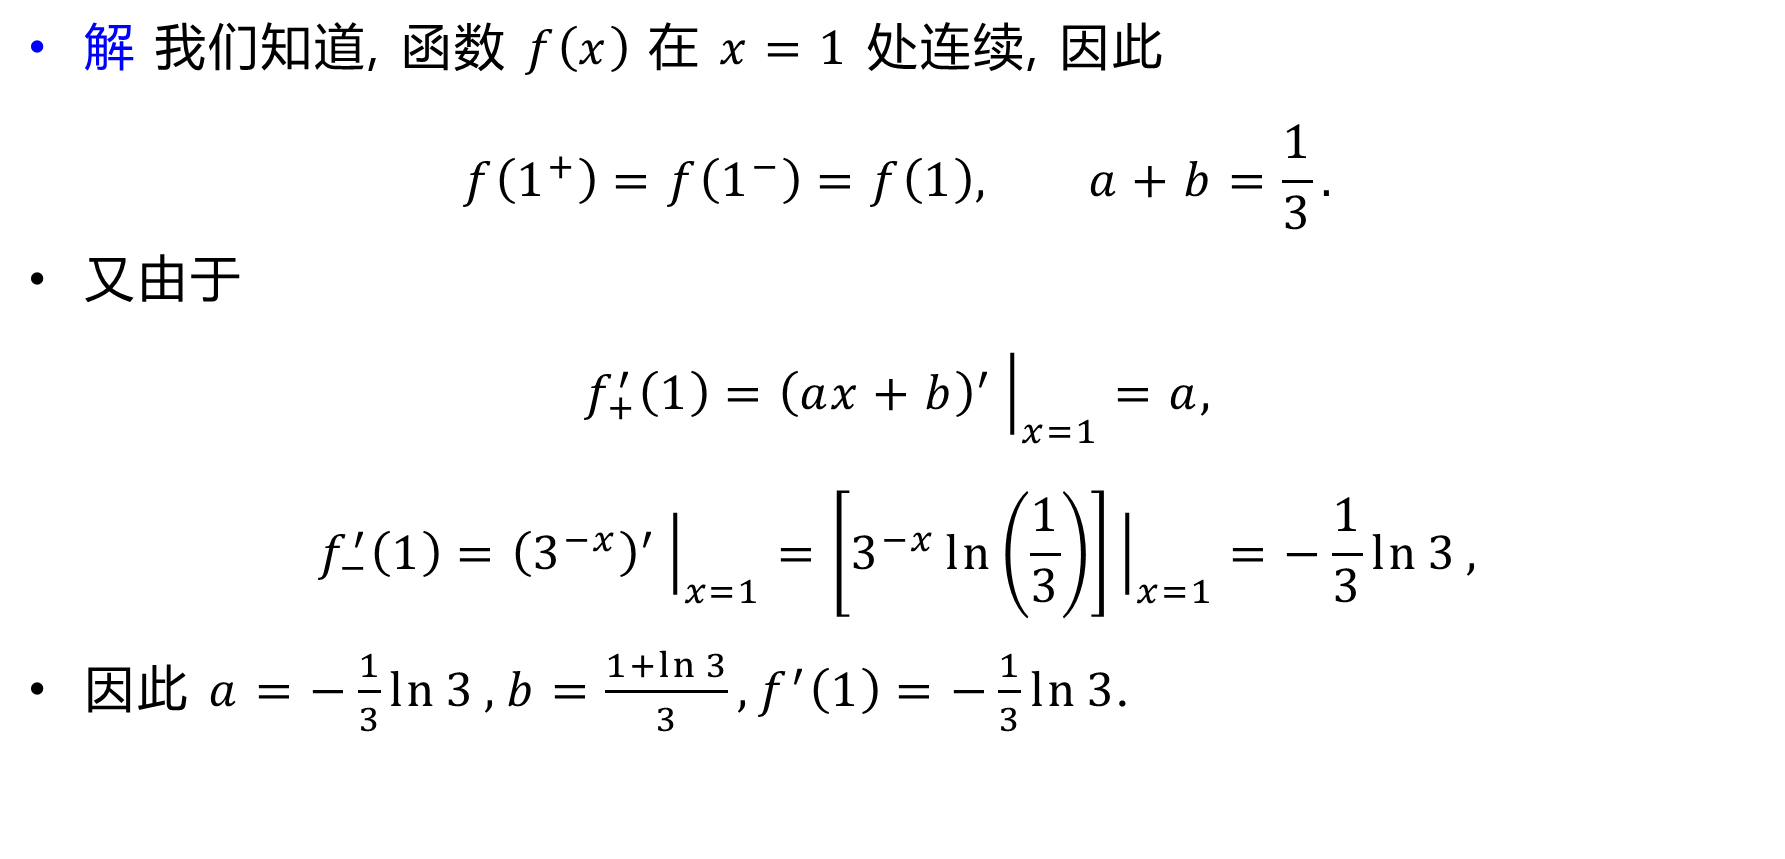 • 解 我们知道, 函数 f(x) 在 x = 1 处连续, 因此
f(1⁺) = f(1⁻) = f(1), a + b = 1/3.
• 又由于
f₊′(1) = (ax + b)′ |ₓ₌₁ = a,
f₋′(1) = (3⁻ˣ)′ |ₓ₌₁ = [3⁻ˣ ln (1/3)] |ₓ₌₁ = − 1/3 ln 3 ,
• 因此 a = − 1/3 ln 3 , b = (1+ln 3)/3 , f′(1) = − 1/3 ln 3.